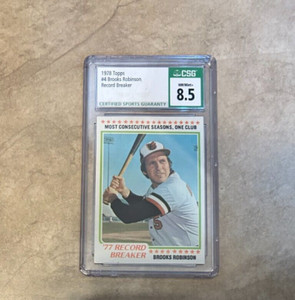 1978 Topps
#4 Brooks Robinson
Record Breaker
CSG
NM/Mint+
8.5
CERTIFIED SPORTS GUARANTY
MOST CONSECUTIVE SEASONS, ONE CLUB
'77 RECORD
BREAKER
BROOKS ROBINSON